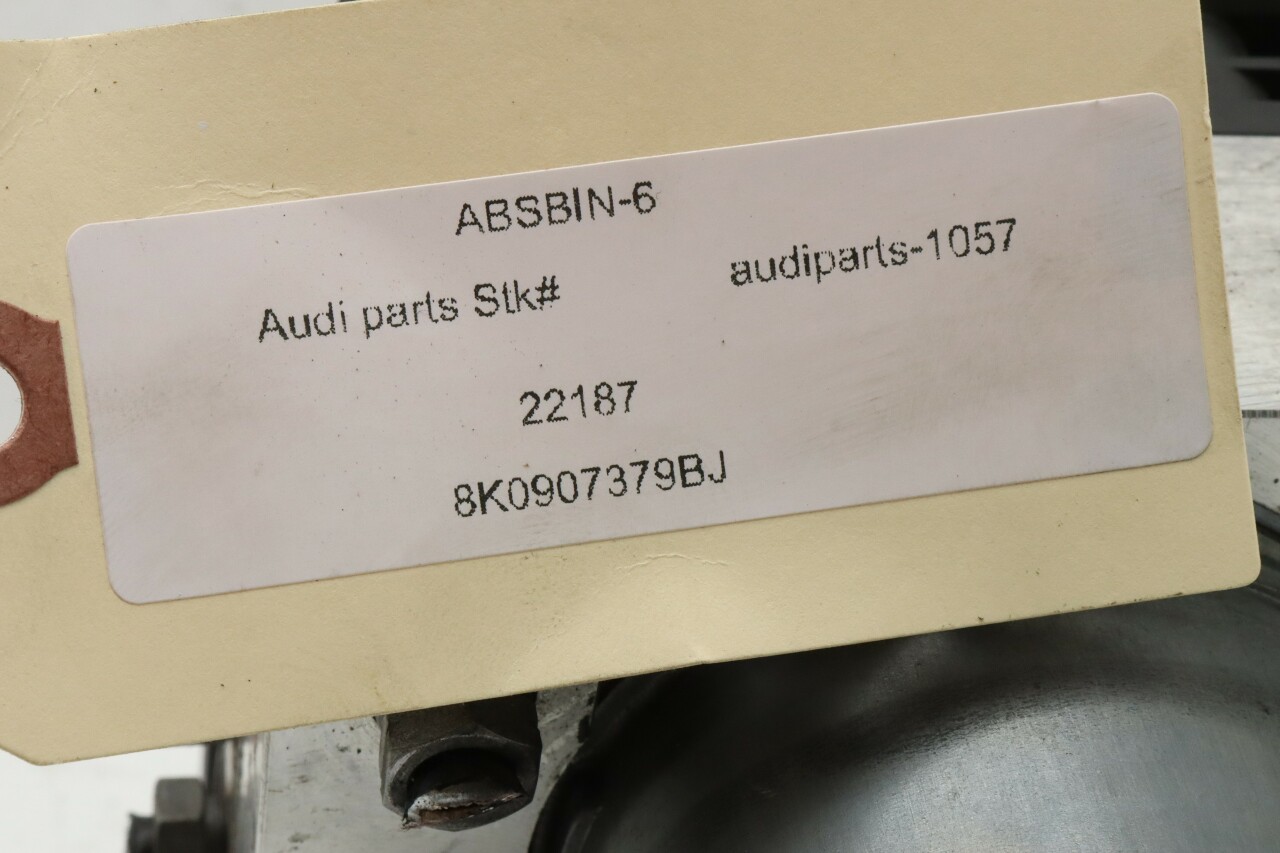 ABSBIN-6
Audi parts Stk# audiparts-1057
22187
8K0907379BJ